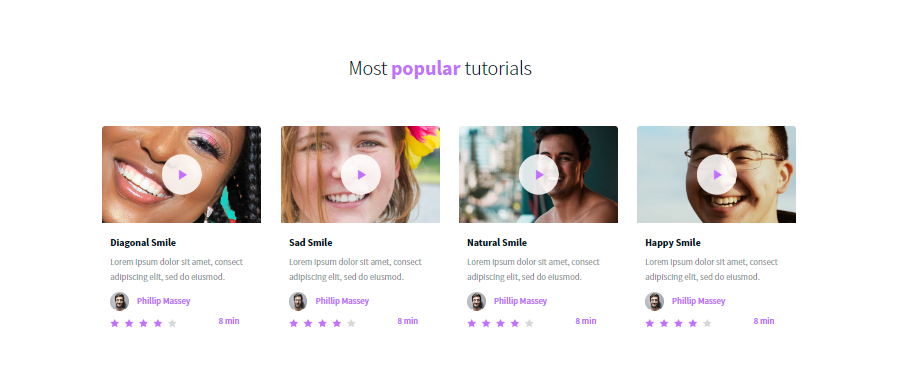 Most popular tutorials
Diagonal Smile
Lorem ipsum dolor sit amet, consect
adipiscing elit, sed do eiusmod.
Phillip Massey
8 min
Sad Smile
Lorem ipsum dolor sit amet, consect
adipiscing elit, sed do eiusmod.
Phillip Massey
8 min
Natural Smile
Lorem ipsum dolor sit amet, consect
adipiscing elit, sed do eiusmod.
Phillip Massey
8 min
Happy Smile
Lorem ipsum dolor sit amet, consect
adipiscing elit, sed do eiusmod.
Phillip Massey
8 min